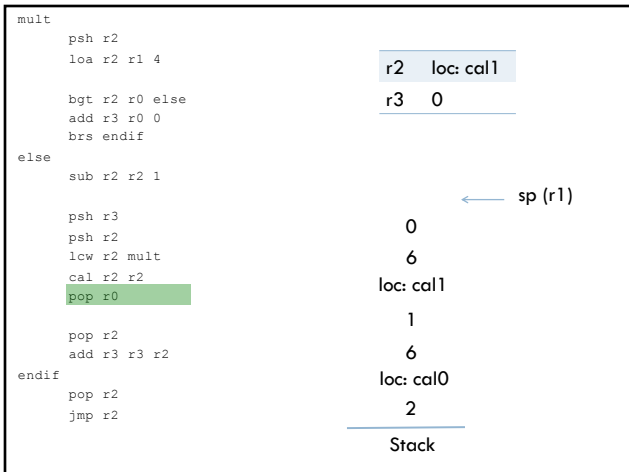 mult
psh r2
loa r2 r1 4
bgt r2 r0 else
add r3 r0 0
brs endif
else
sub r2 r2 1
psh r3
psh r2
lcw r2 mult
cal r2 r2
pop r0
pop r2
add r3 r3 r2
endif
pop r2
jmp r2
r2 loc: cal1
r3 0
sp (r1)
0
6
loc: cal1
1
6
loc: cal0
2
Stack